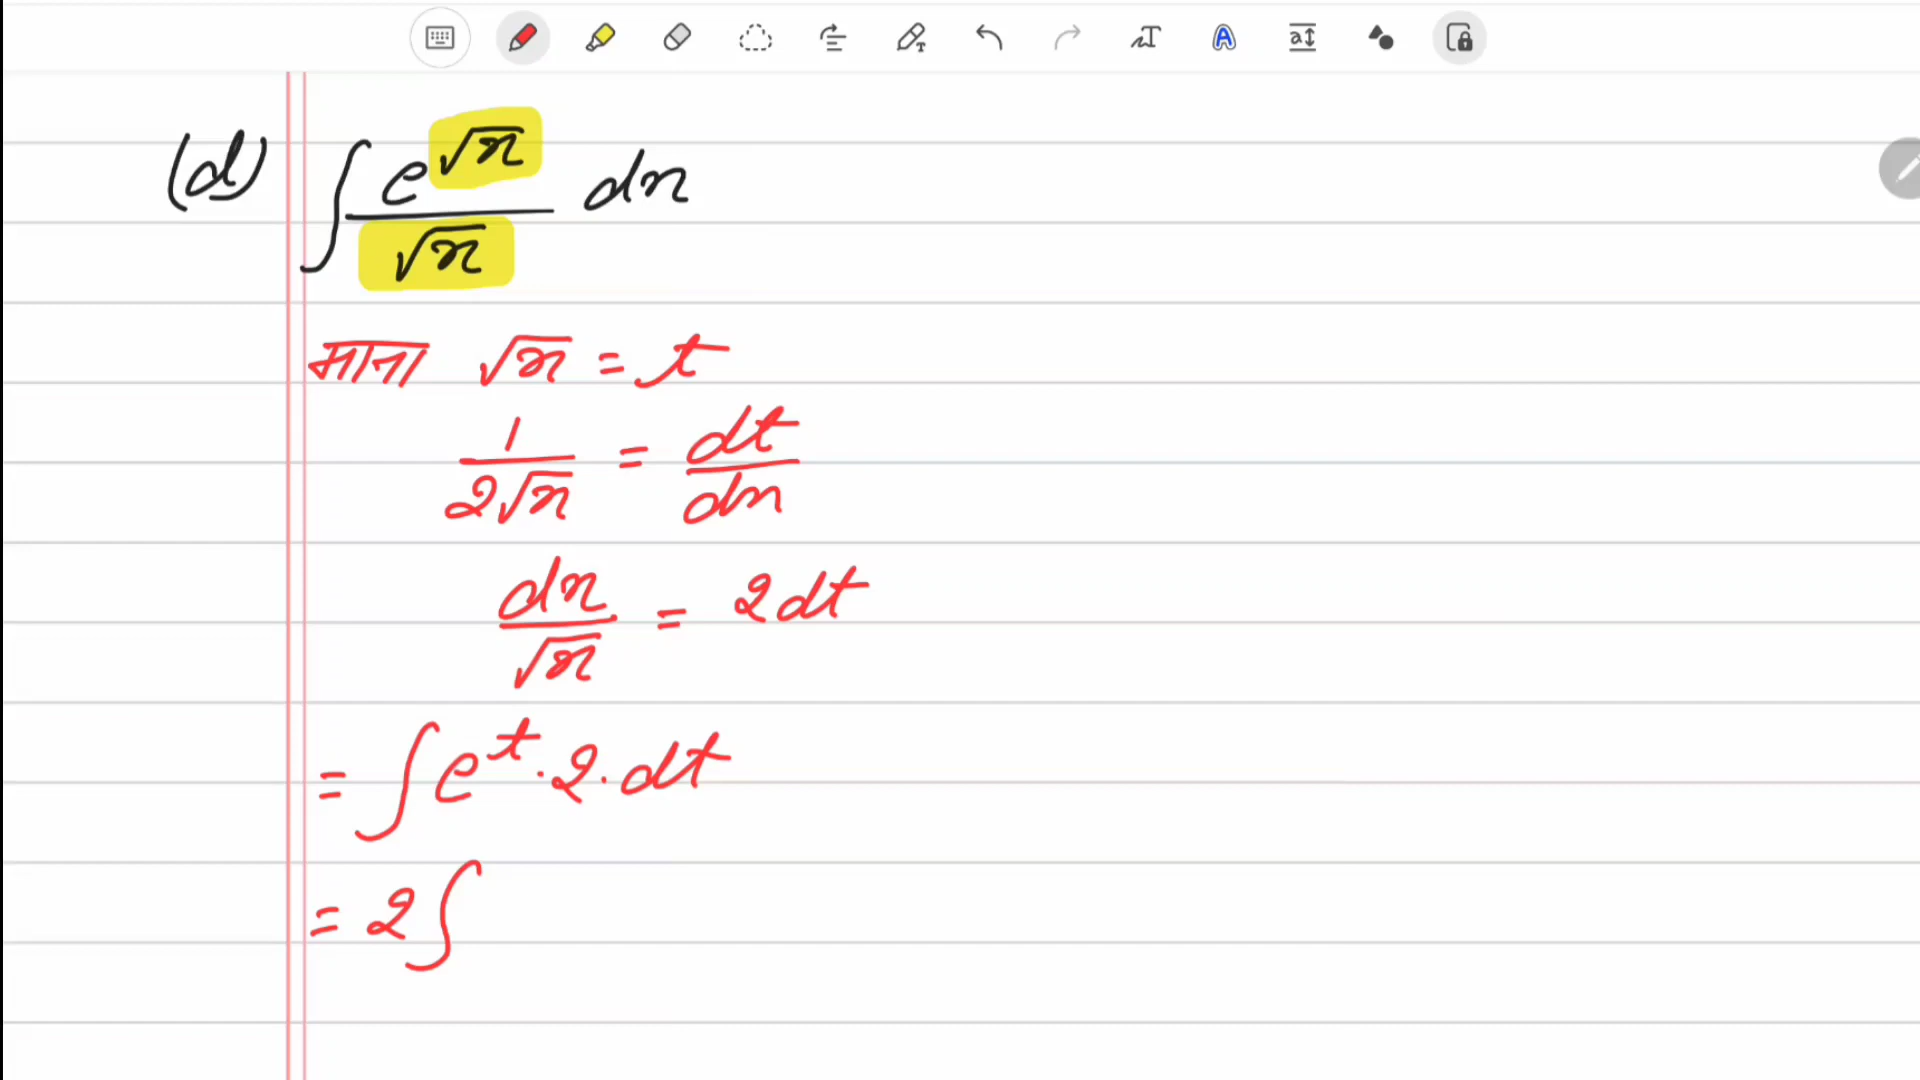 (d) ∫ e^√x / √x dx
माना √x = t
1 / 2√x = dt / dx
dx / √x = 2dt
= ∫ e^t . 2 . dt
= 2 ∫